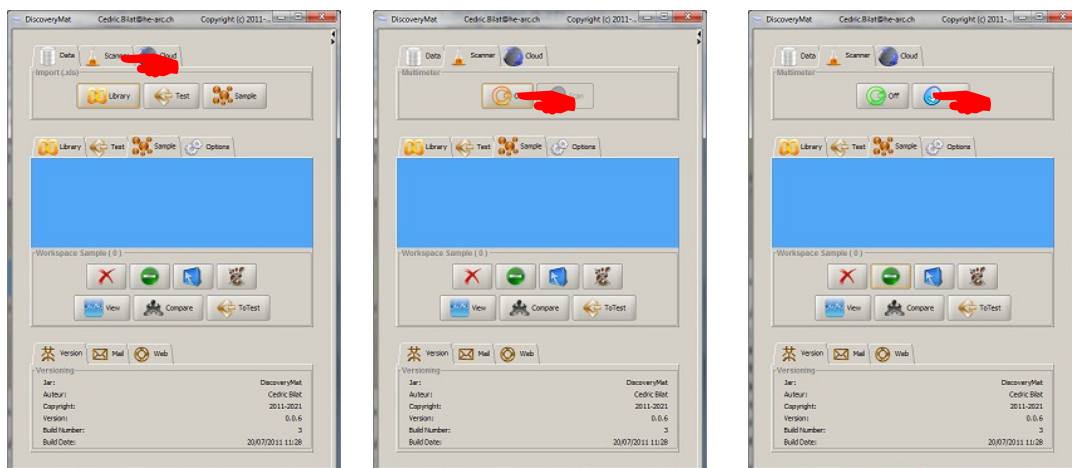 DiscoveryMat Cedric.Bilat@he-arc.ch Copyright (c) 2011-...
Data Scanner Cloud
Import (.xls)
Library Test Sample
Library Test Sample Options
Workspace Sample ( 0 )
View Compare ToTest
Version Mail Web
Versioning
Jar: DiscoveryMat
Auteur: Cedric Bilat
Copyright: 2011-2021
Version: 0.0.6
Build Number: 3
Build Date: 20/07/2011 11:28
DiscoveryMat Cedric.Bilat@he-arc.ch Copyright (c) 2011-...
Data Scanner Cloud
Multimeter
Library Test Sample Options
Workspace Sample ( 0 )
View Compare ToTest
Version Mail Web
Versioning
Jar: DiscoveryMat
Auteur: Cedric Bilat
Copyright: 2011-2021
Version: 0.0.6
Build Number: 3
Build Date: 20/07/2011 11:28
DiscoveryMat Cedric.Bilat@he-arc.ch Copyright (c) 2011-...
Data Scanner Cloud
Multimeter
Off
Library Test Sample Options
Workspace Sample ( 0 )
View Compare ToTest
Version Mail Web
Versioning
Jar: DiscoveryMat
Auteur: Cedric Bilat
Copyright: 2011-2021
Version: 0.0.6
Build Number: 3
Build Date: 20/07/2011 11:28